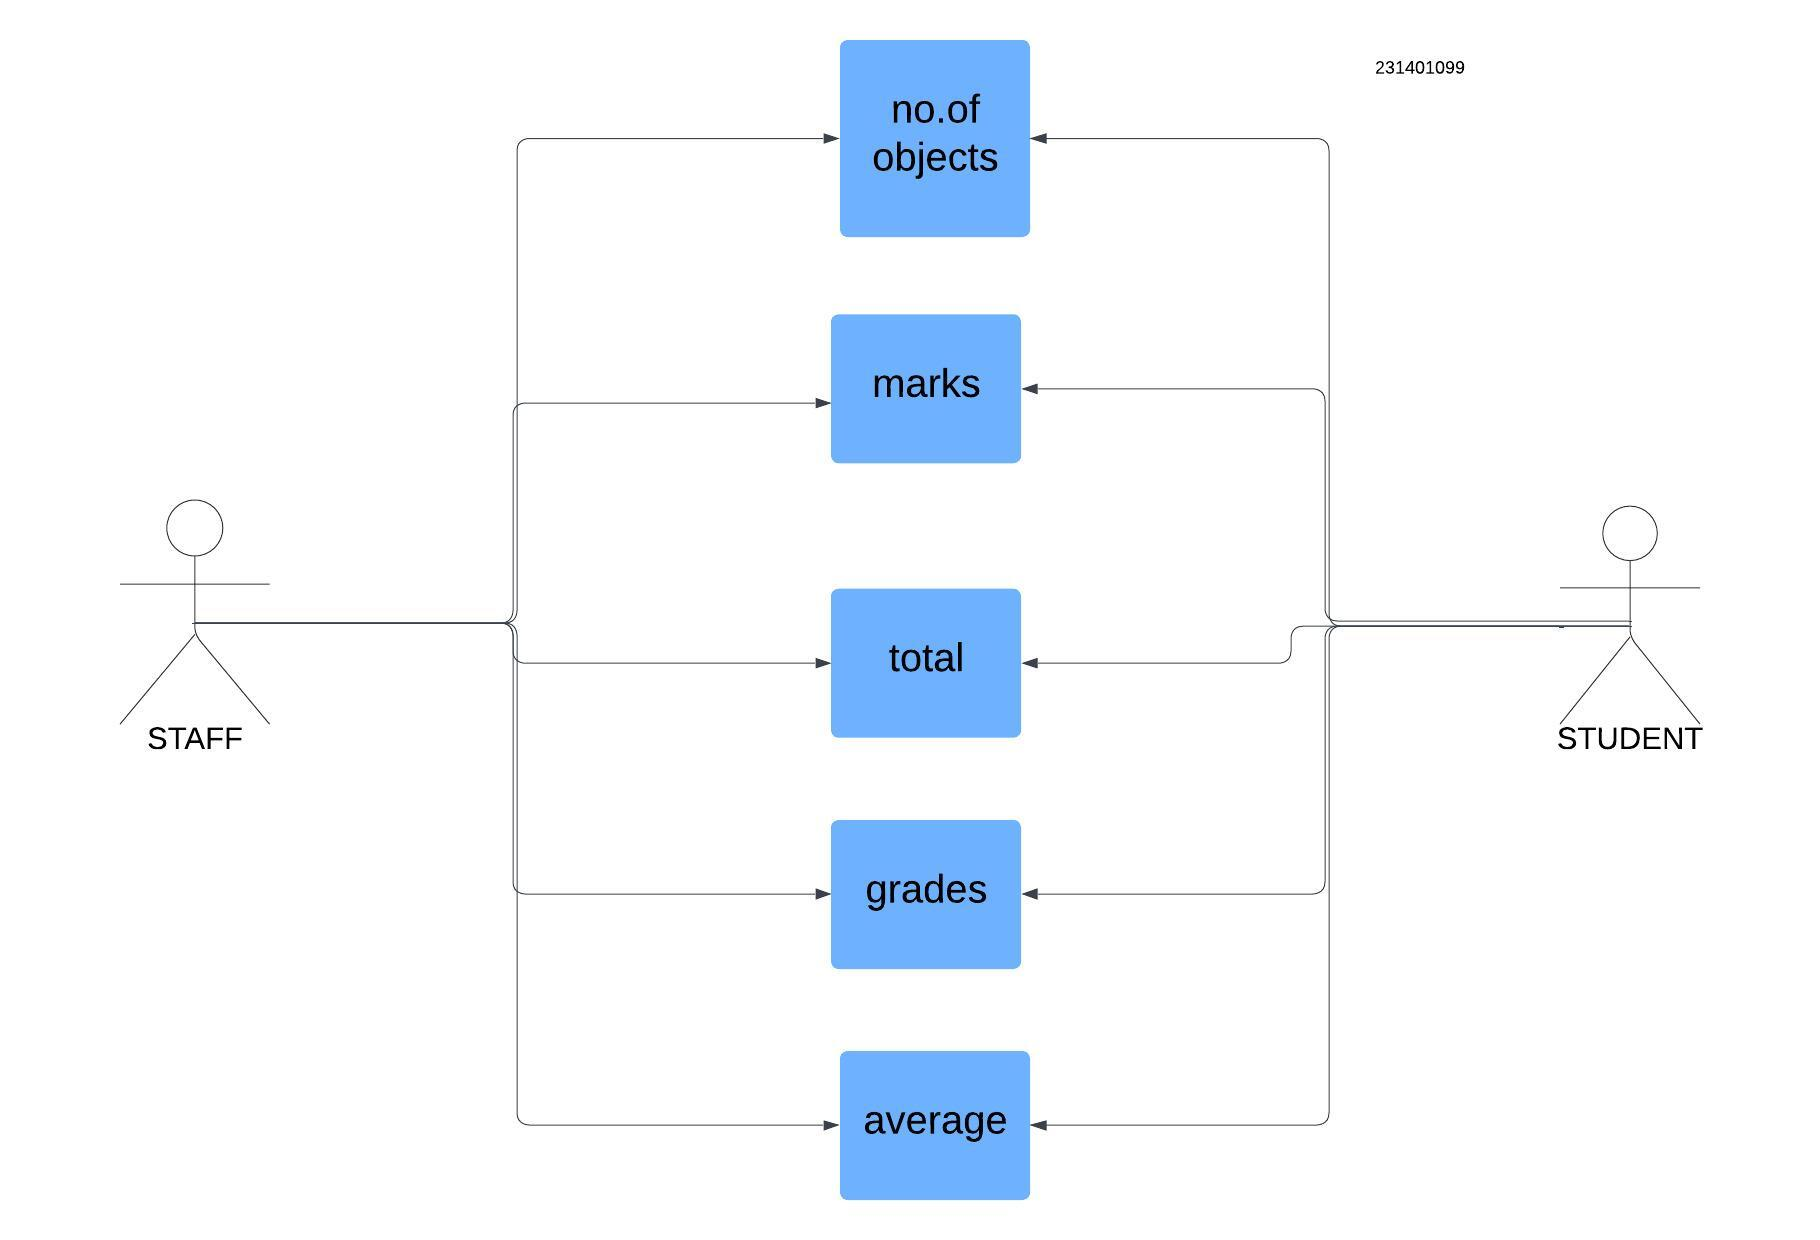 231401099
no.of
objects
marks
total
grades
average
STAFF
STUDENT